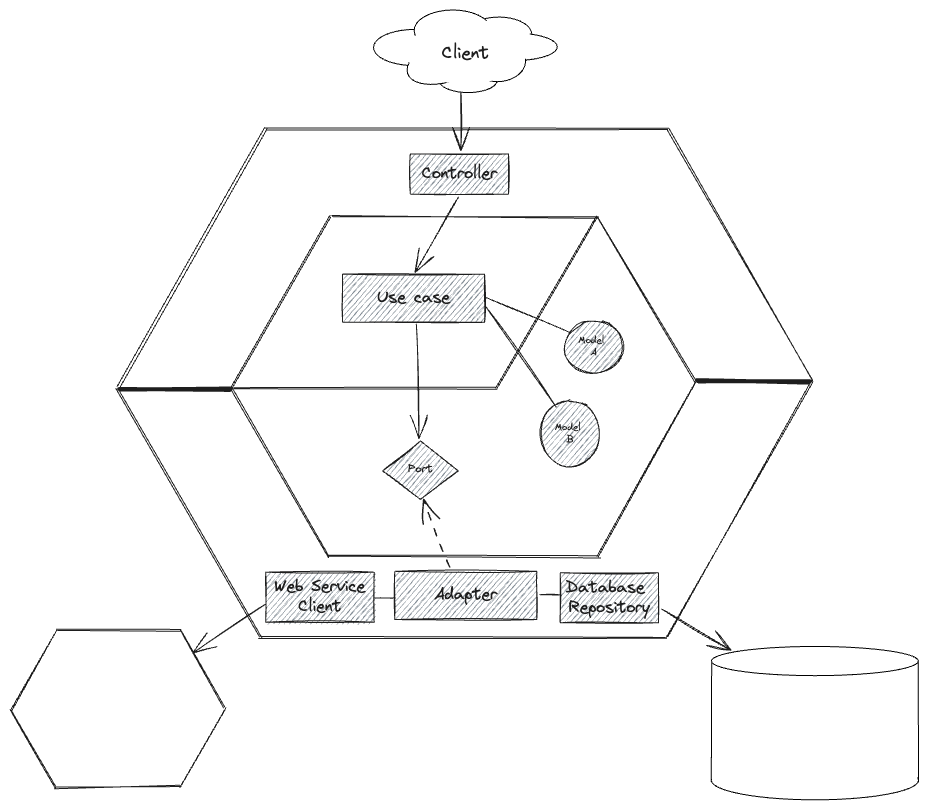 Client
Controller
Use case
Model
A
Model
B
Port
Web Service
Client
Adapter
Database
Repository